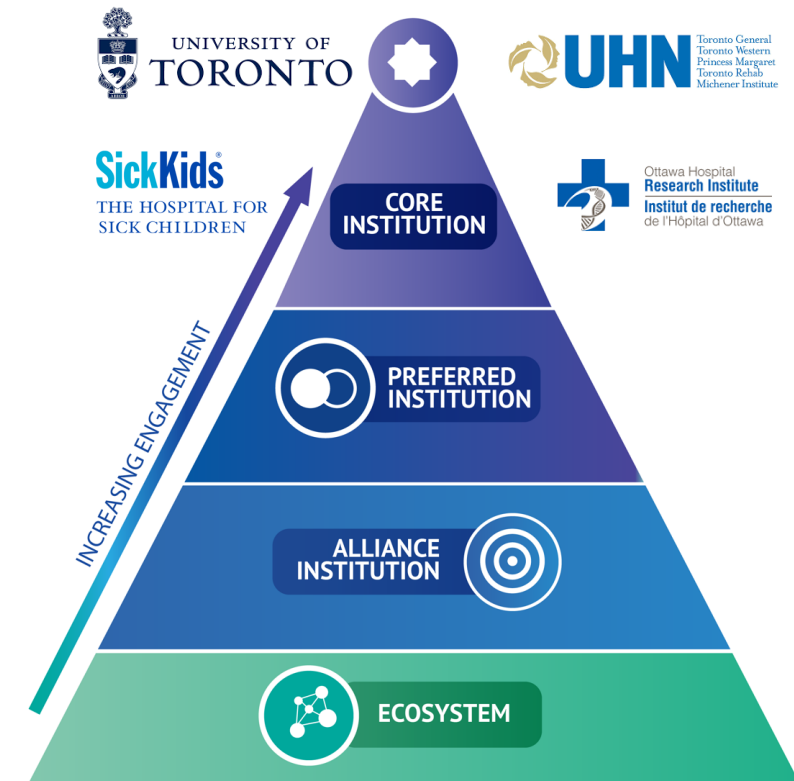 UNIVERSITY OF
TORONTO
UHN
Toronto General
Toronto Western
Princess Margaret
Toronto Rehab
Michener Institute
SickKids®
THE HOSPITAL FOR
SICK CHILDREN
Ottawa Hospital
Research Institute
Institut de recherche
de l'Hôpital d'Ottawa
CORE
INSTITUTION
INCREASING ENGAGEMENT
PREFERRED
INSTITUTION
ALLIANCE
INSTITUTION
ECOSYSTEM